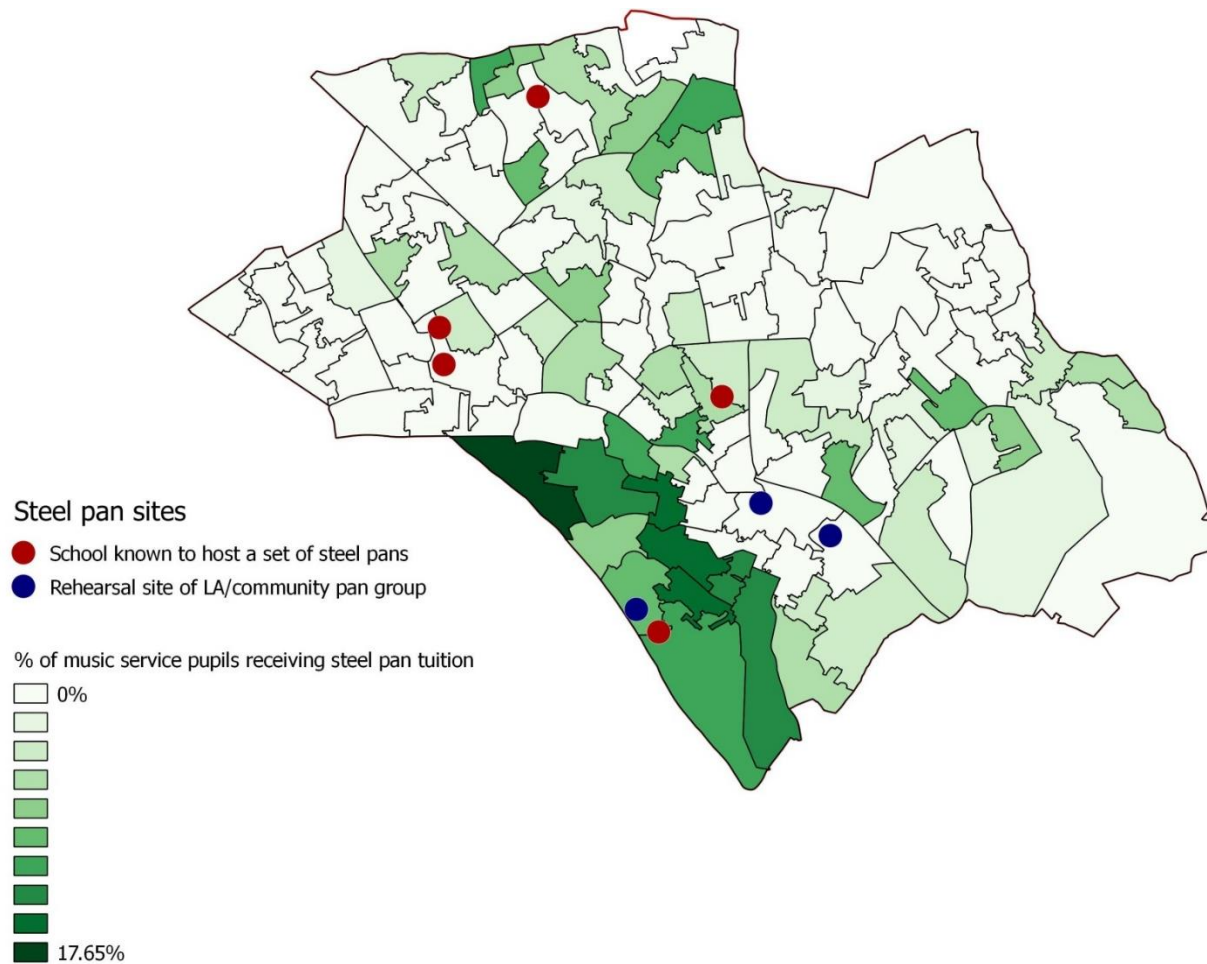 Steel pan sites
School known to host a set of steel pans
Rehearsal site of LA/community pan group
% of music service pupils receiving steel pan tuition
0%
17.65%